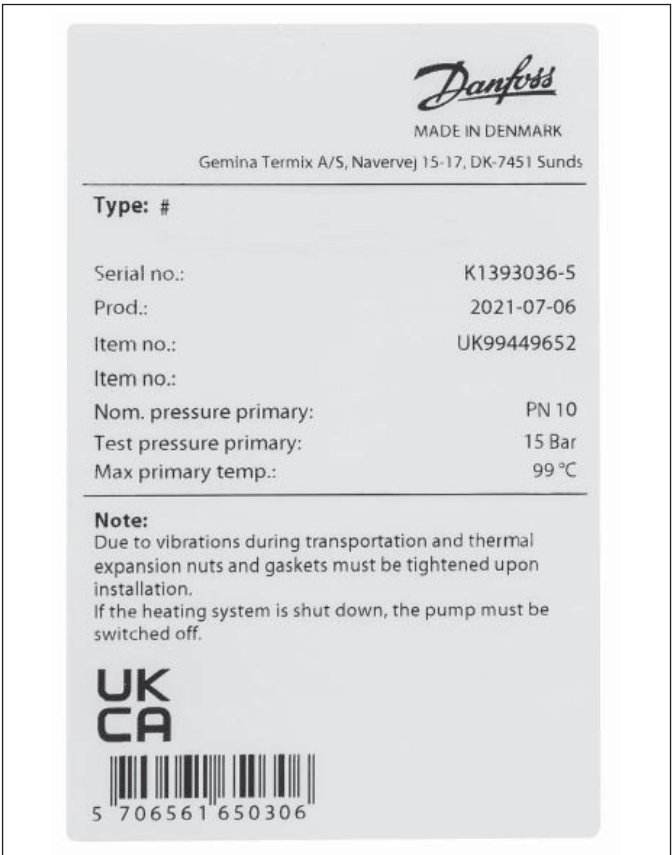 Danfoss
MADE IN DENMARK
Gemina Termix A/S, Navervej 15-17, DK-7451 Sunds
Type: #
Serial no.: K1393036-5
Prod.: 2021-07-06
Item no.: UK99449652
Item no.:
Nom. pressure primary: PN 10
Test pressure primary: 15 Bar
Max primary temp.: 99 °C
Note:
Due to vibrations during transportation and thermal
expansion nuts and gaskets must be tightened upon
installation.
If the heating system is shut down, the pump must be
switched off.
UK
CA
5 706561 650306